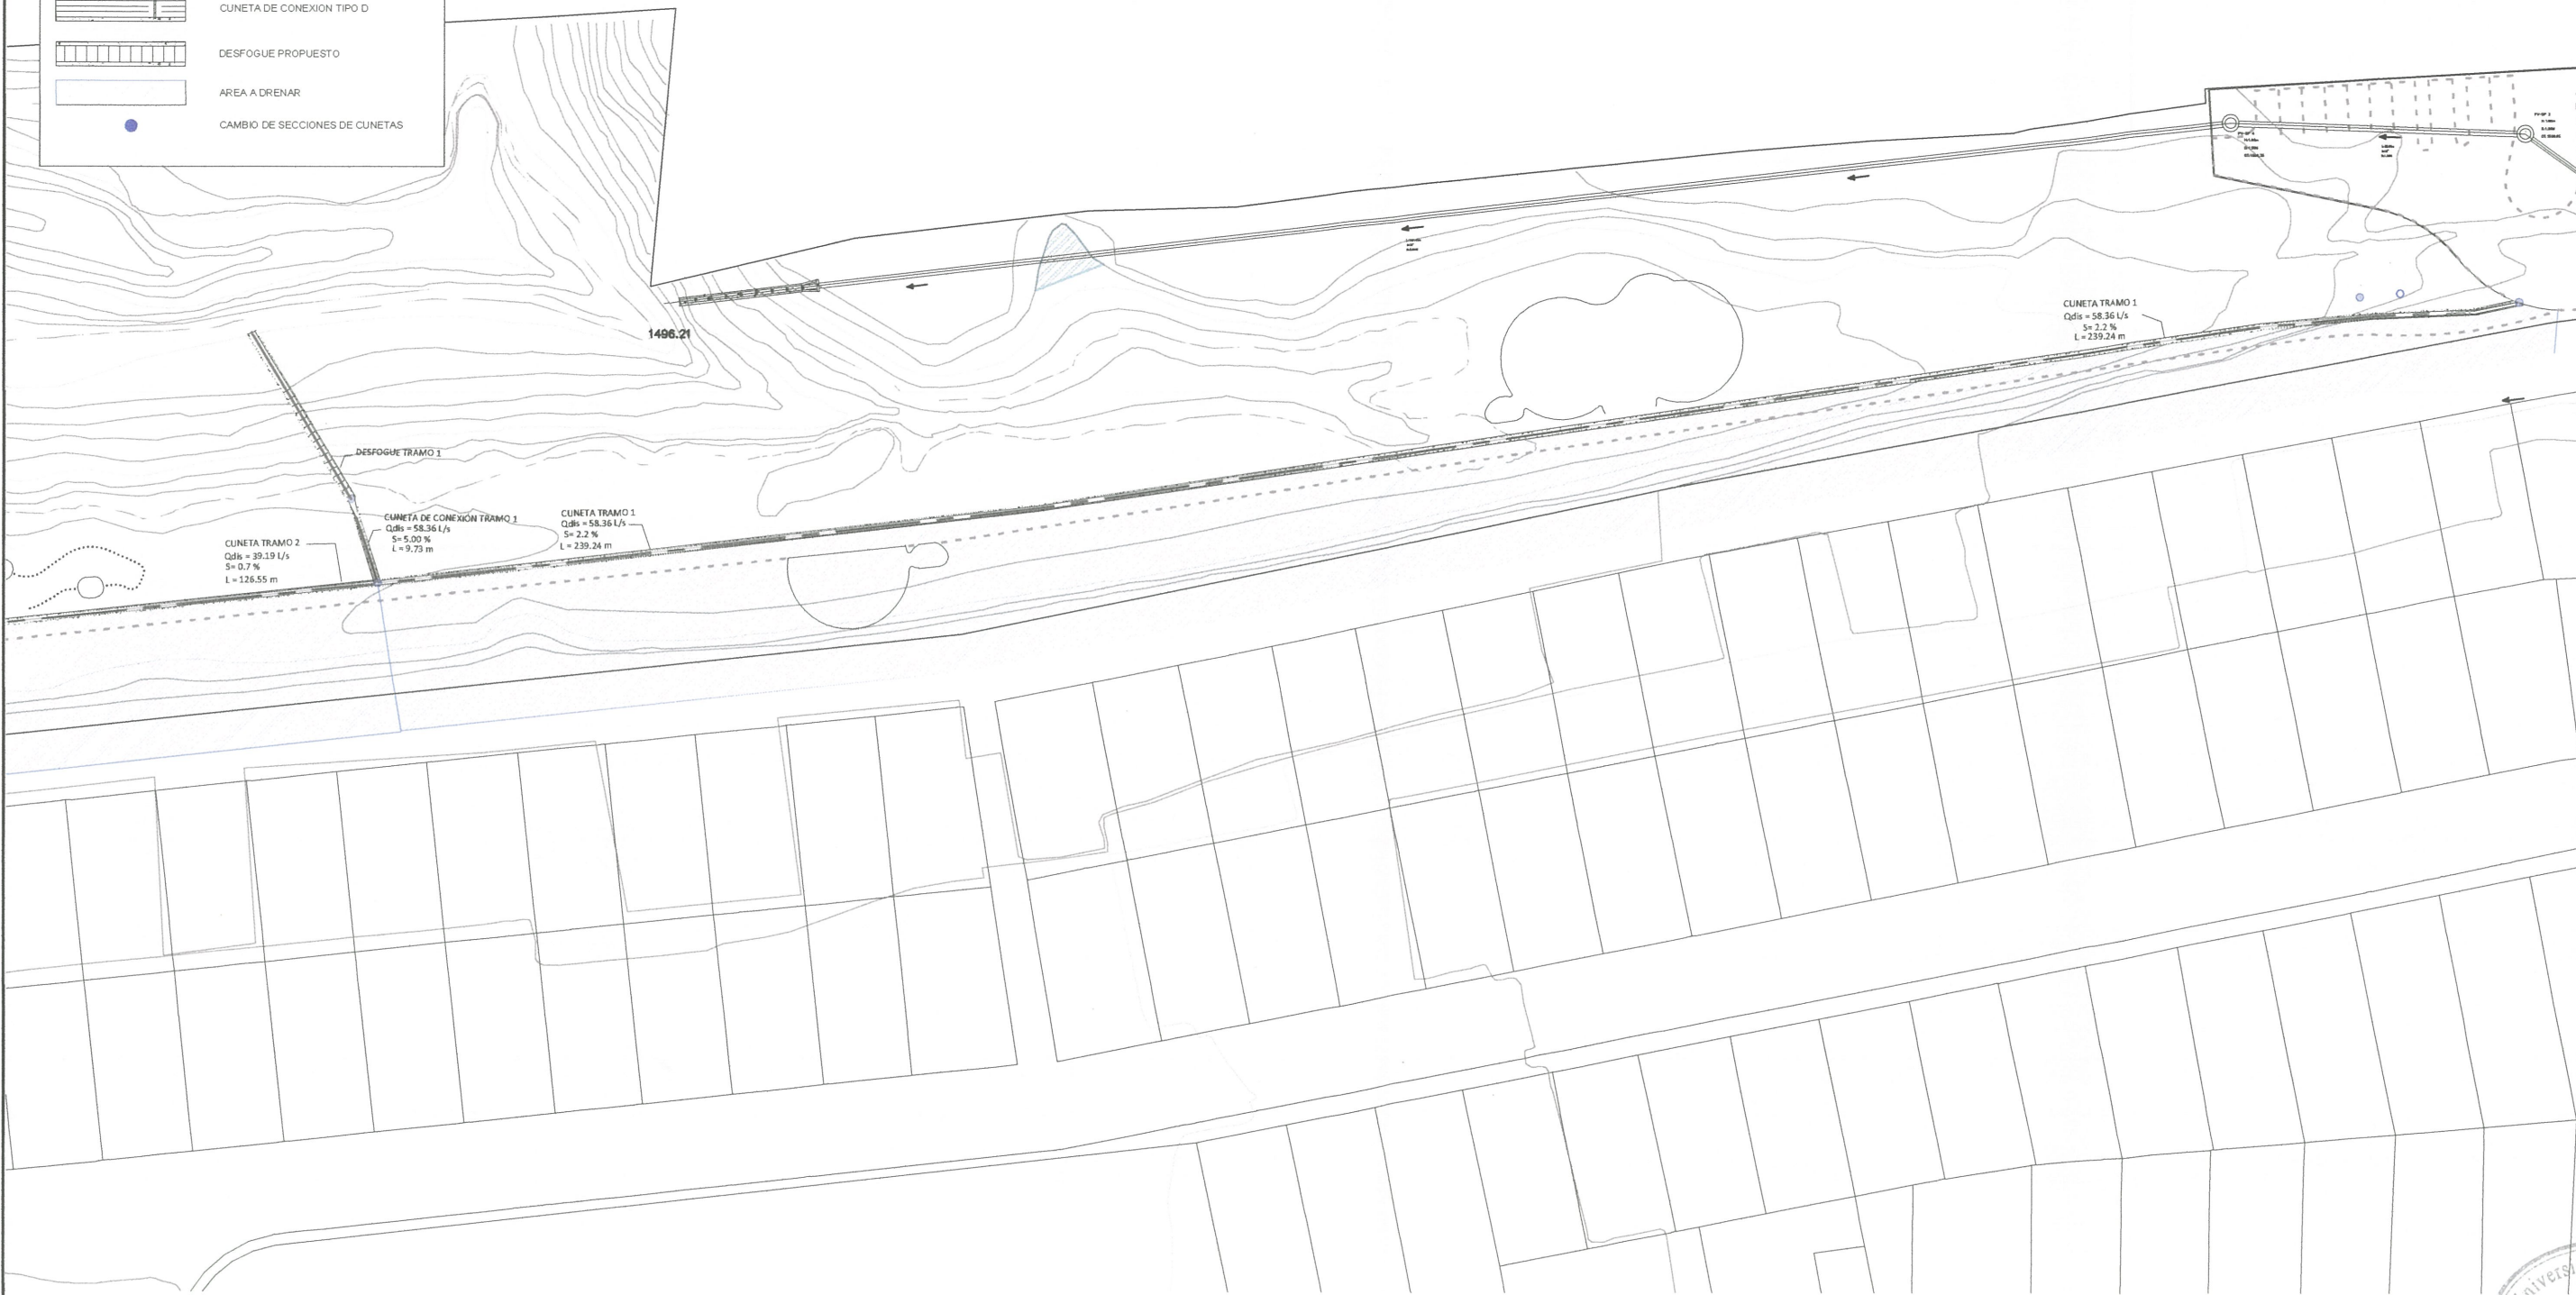 CUNETA DE CONEXION TIPO D
DESFOGUE PROPUESTO
AREA A DRENAR
CAMBIO DE SECCIONES DE CUNETAS
1496.21
CUNETA TRAMO 1
Qdis = 58.36 L/s
S= 2.2 %
L = 239.24 m
DESFOGUE TRAMO 1
CUNETA DE CONEXIÓN TRAMO 1
Qdis = 58.36 L/s
S= 5.00 %
L = 9.73 m
CUNETA TRAMO 1
Qdis = 58.36 L/s
S= 2.2 %
L = 239.24 m
CUNETA TRAMO 2
Qdis = 39.19 L/s
S= 0.7 %
L = 126.55 m